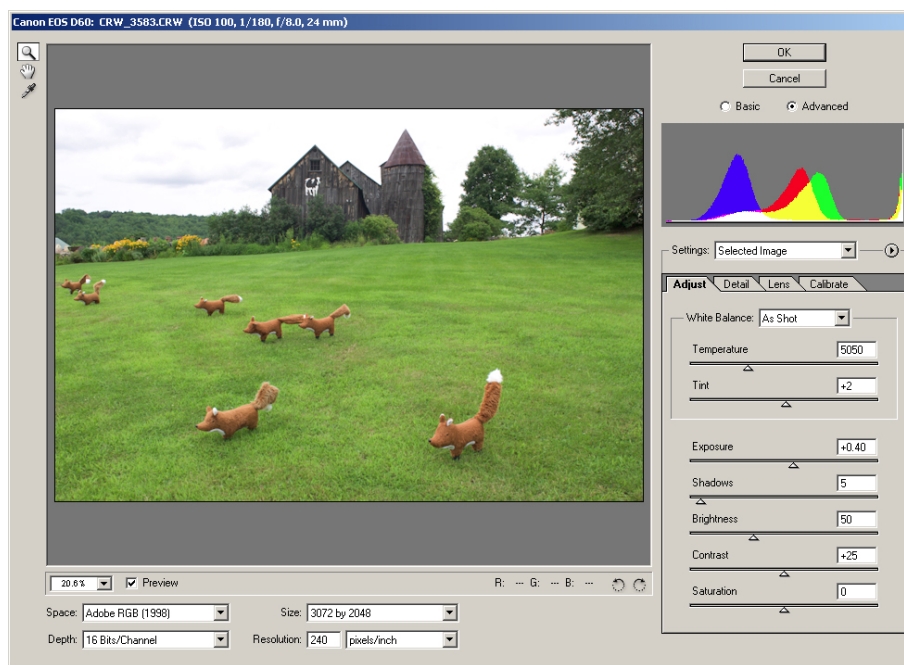 Canon EOS D60: CRW_3583.CRW (ISO 100, 1/180, f/8.0, 24 mm)
OK
Cancel
Basic Advanced
Settings: Selected Image
Adjust Detail Lens Calibrate
White Balance: As Shot
Temperature 5050
Tint +2
Exposure +0.40
Shadows 5
Brightness 50
Contrast +25
Saturation 0
20.6% Preview R: --- G: --- B: ---
Space: Adobe RGB (1998) Size: 3072 by 2048
Depth: 16 Bits/Channel Resolution: 240 pixels/inch